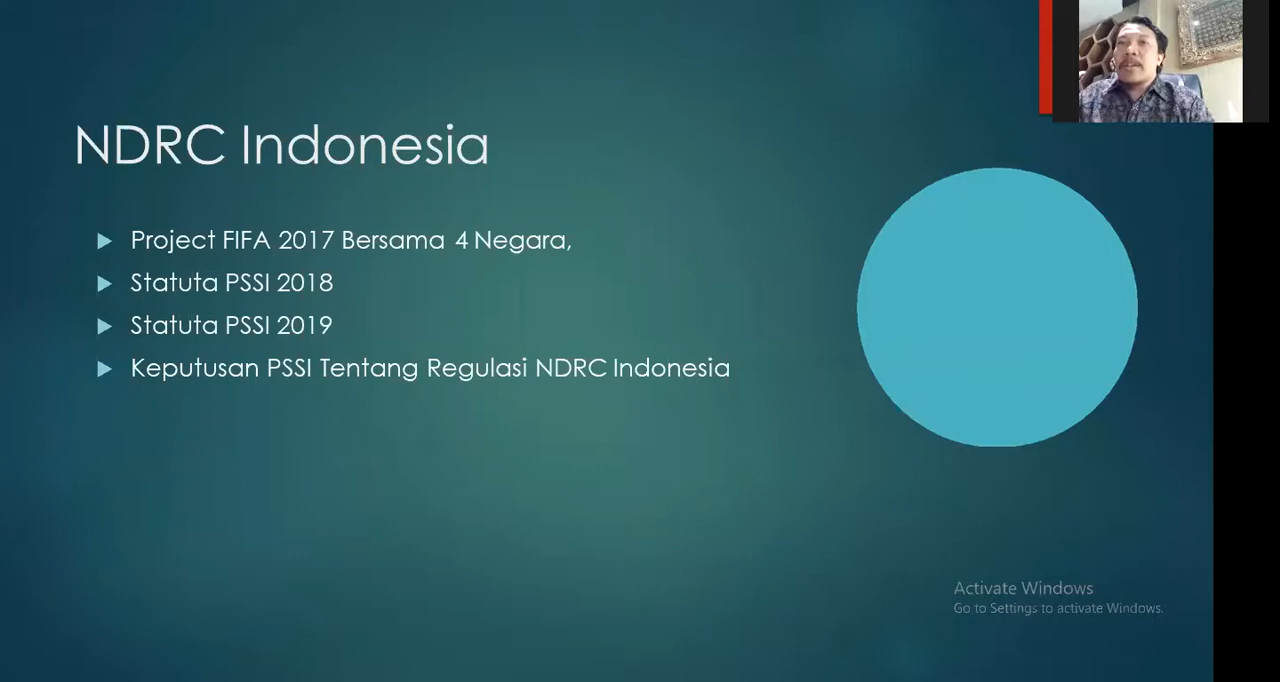 NDRC Indonesia
Project FIFA 2017 Bersama 4 Negara,
Statuta PSSI 2018
Statuta PSSI 2019
Keputusan PSSI Tentang Regulasi NDRC Indonesia
Activate Windows
Go to Settings to activate Windows.